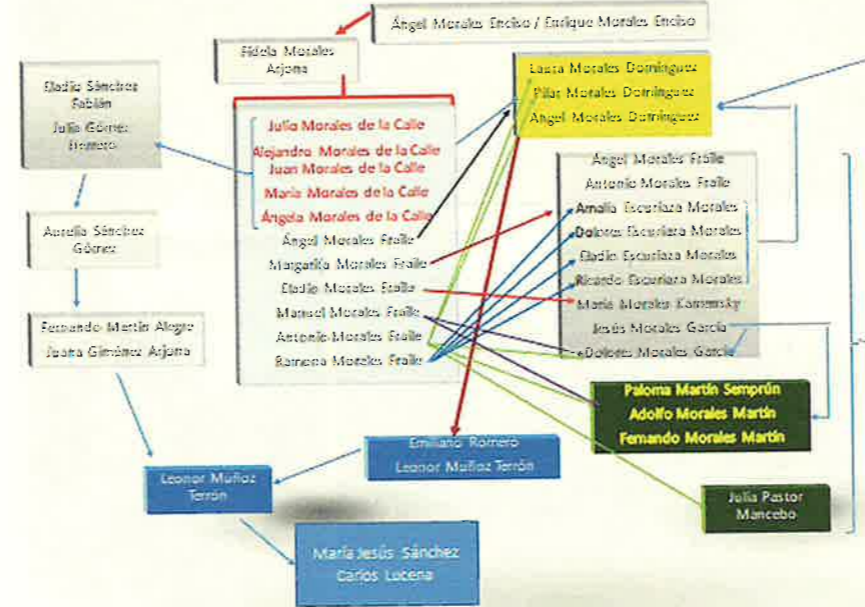 Ángel Morales Enciso / Enrique Morales Enciso
Fidela Morales
Arjona
Eladio Sánchez
Fabián
Julia Gómez
Herrero
Aurelia Sánchez
Gómez
Fernando Martín Alegre
Juana Giménez Arjona
Julio Morales de la Calle
Alejandro Morales de la Calle
Juan Morales de la Calle
María Morales de la Calle
Ángela Morales de la Calle
Ángel Morales Fraile
Margarita Morales Fraile
Eladio Morales Fraile
Manuel Morales Fraile
Antonio Morales Fraile
Ramona Morales Fraile
Laura Morales Domínguez
Pilar Morales Domínguez
Ángel Morales Domínguez
Ángel Morales Fraile
Antonio Morales Fraile
Amalia Escuriaza Morales
Dolores Escuriaza Morales
Eladio Escuriaza Morales
Ricardo Escuriaza Morales
María Morales Kamensky
Jesús Morales García
Dolores Morales García
Paloma Martín Semprún
Adolfo Morales Martín
Fernando Morales Martín
Julia Pastor
Mancebo
Emiliano Romero
Leonor Muñoz Terrón
Leonor Muñoz
Terrón
María Jesús Sánchez
Carlos Lucena